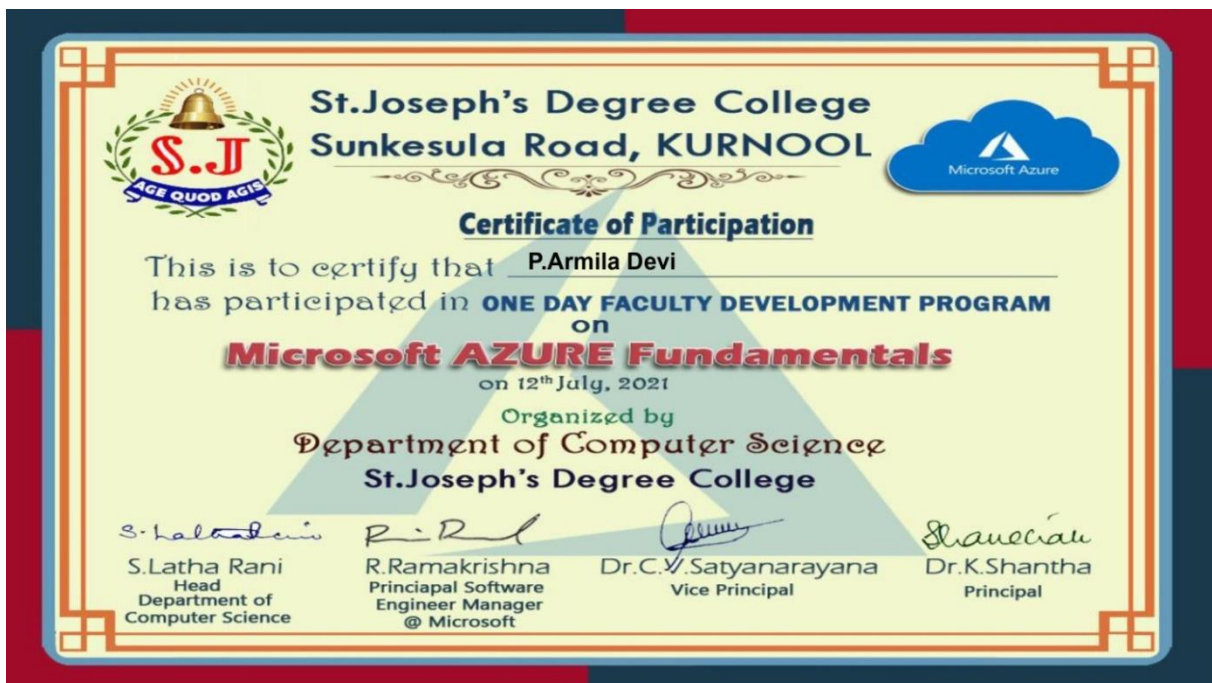 St.Joseph's Degree College
Sunkesula Road, KURNOOL
S.J
AGE QUOD AGIS
Microsoft Azure
Certificate of Participation
This is to certify that P.Armila Devi
has participated in ONE DAY FACULTY DEVELOPMENT PROGRAM
on
Microsoft AZURE Fundamentals
on 12th July, 2021
Organized by
Department of Computer Science
St.Joseph's Degree College
S.Latha Rani
Head
Department of
Computer Science
R.Ramakrishna
Princiapal Software
Engineer Manager
@ Microsoft
Dr.C.V.Satyanarayana
Vice Principal
Dr.K.Shantha
Principal